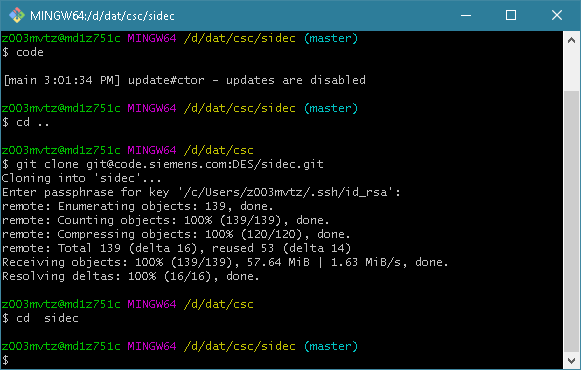 MINGW64:/d/dat/csc/sidec
z003mvtz@md1z751c MINGW64 /d/dat/csc/sidec (master)
$ code
[main 3:01:34 PM] update#ctor - updates are disabled
z003mvtz@md1z751c MINGW64 /d/dat/csc/sidec (master)
$ cd ..
z003mvtz@md1z751c MINGW64 /d/dat/csc
$ git clone git@code.siemens.com:DES/sidec.git
Cloning into 'sidec'...
Enter passphrase for key '/c/Users/z003mvtz/.ssh/id_rsa':
remote: Enumerating objects: 139, done.
remote: Counting objects: 100% (139/139), done.
remote: Compressing objects: 100% (120/120), done.
remote: Total 139 (delta 16), reused 53 (delta 14)
Receiving objects: 100% (139/139), 57.64 MiB | 1.63 MiB/s, done.
Resolving deltas: 100% (16/16), done.
z003mvtz@md1z751c MINGW64 /d/dat/csc
$ cd  sidec
z003mvtz@md1z751c MINGW64 /d/dat/csc/sidec (master)
$